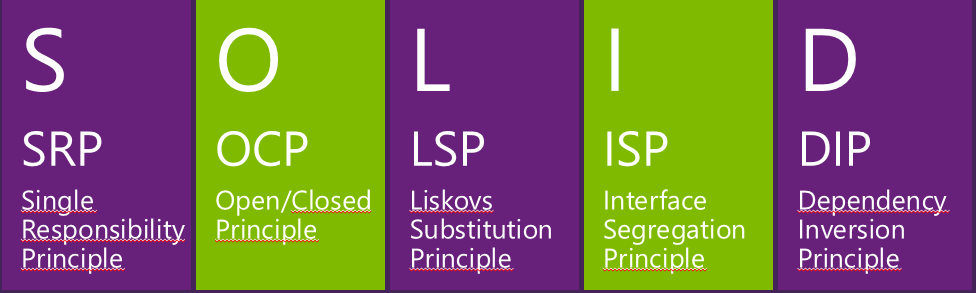 S
SRP
Single
Responsibility
Principle
O
OCP
Open/Closed
Principle
L
LSP
Liskovs
Substitution
Principle
I
ISP
Interface
Segregation
Principle
D
DIP
Dependency
Inversion
Principle